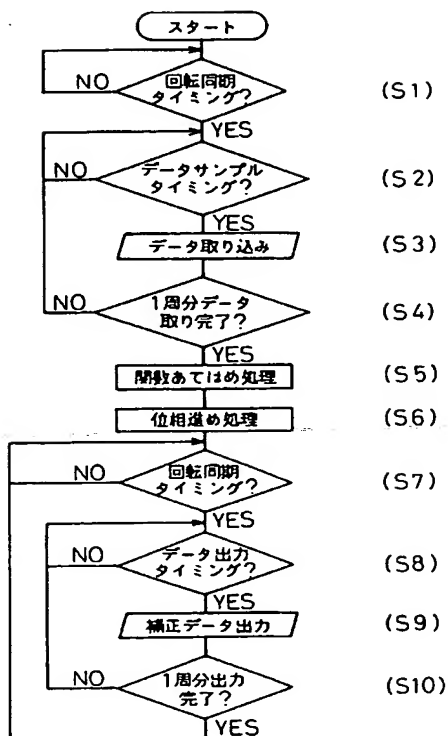 スタート
回転同期
タイミング?
NO
YES
(S1)
データサンプル
タイミング?
NO
YES
(S2)
データ取り込み
(S3)
1周分データ
取り完了?
NO
YES
(S4)
関数あてはめ処理
(S5)
位相進め処理
(S6)
回転同期
タイミング?
NO
YES
(S7)
データ出力
タイミング?
NO
YES
(S8)
補正データ出力
(S9)
1周分出力
完了?
NO
YES
(S10)